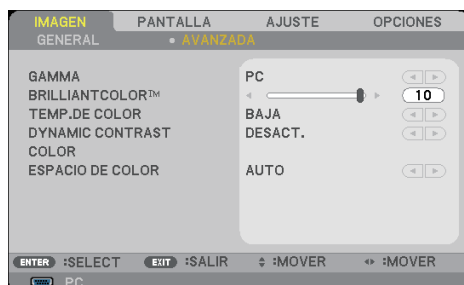 IMAGEN PANTALLA AJUSTE OPCIONES
GENERAL • AVANZADA
GAMMA PC
BRILLIANTCOLOR™ 10
TEMP.DE COLOR BAJA
DYNAMIC CONTRAST DESACT.
COLOR
ESPACIO DE COLOR AUTO
ENTER :SELECT EXIT :SALIR :MOVER :MOVER
PC